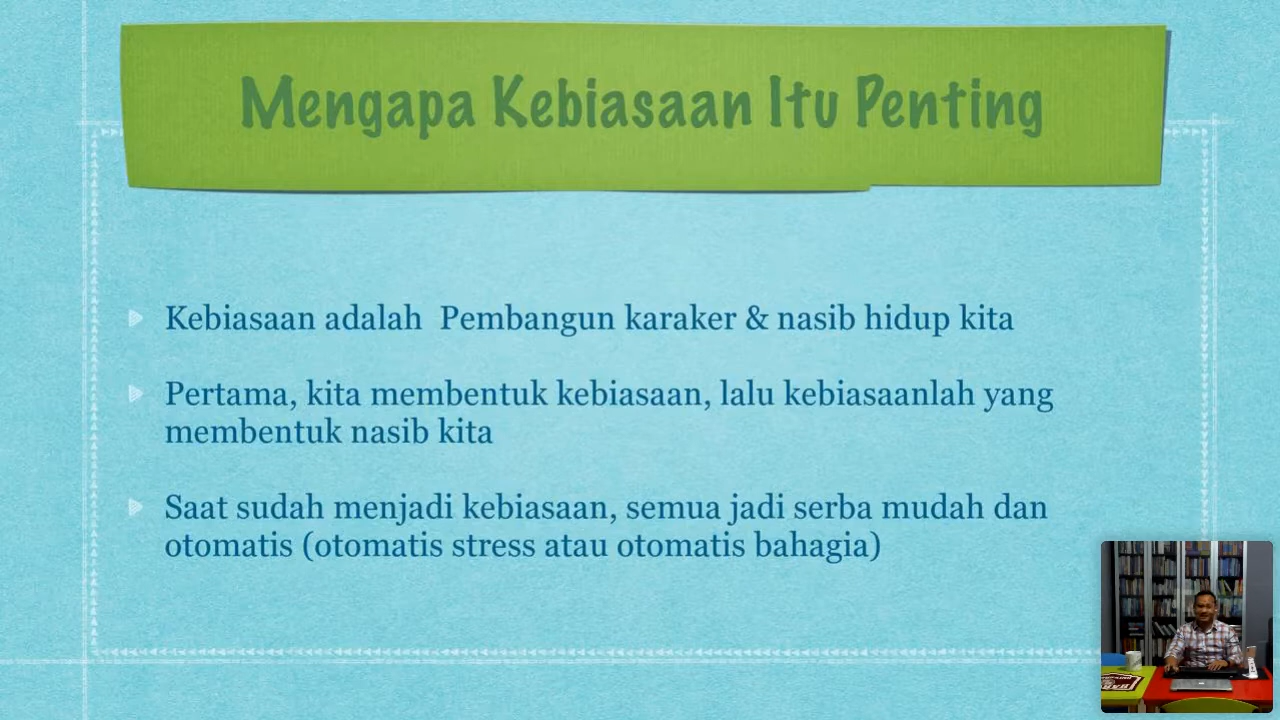 Mengapa Kebiasaan Itu Penting
Kebiasaan adalah Pembangun karaker & nasib hidup kita
Pertama, kita membentuk kebiasaan, lalu kebiasaanlah yang
membentuk nasib kita
Saat sudah menjadi kebiasaan, semua jadi serba mudah dan
otomatis (otomatis stress atau otomatis bahagia)